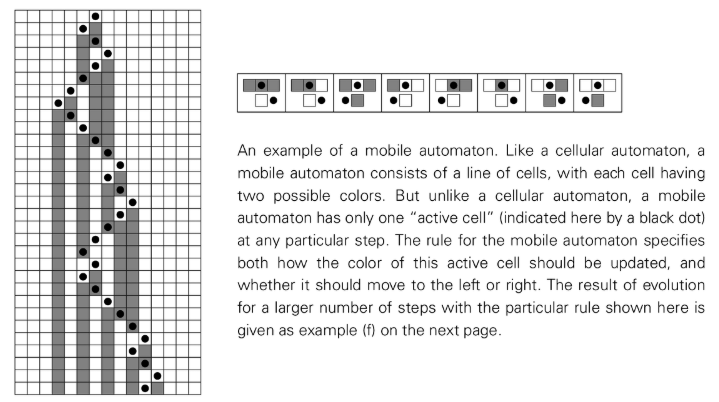 An example of a mobile automaton. Like a cellular automaton, a
mobile automaton consists of a line of cells, with each cell having
two possible colors. But unlike a cellular automaton, a mobile
automaton has only one “active cell” (indicated here by a black dot)
at any particular step. The rule for the mobile automaton specifies
both how the color of this active cell should be updated, and
whether it should move to the left or right. The result of evolution
for a larger number of steps with the particular rule shown here is
given as example (f) on the next page.